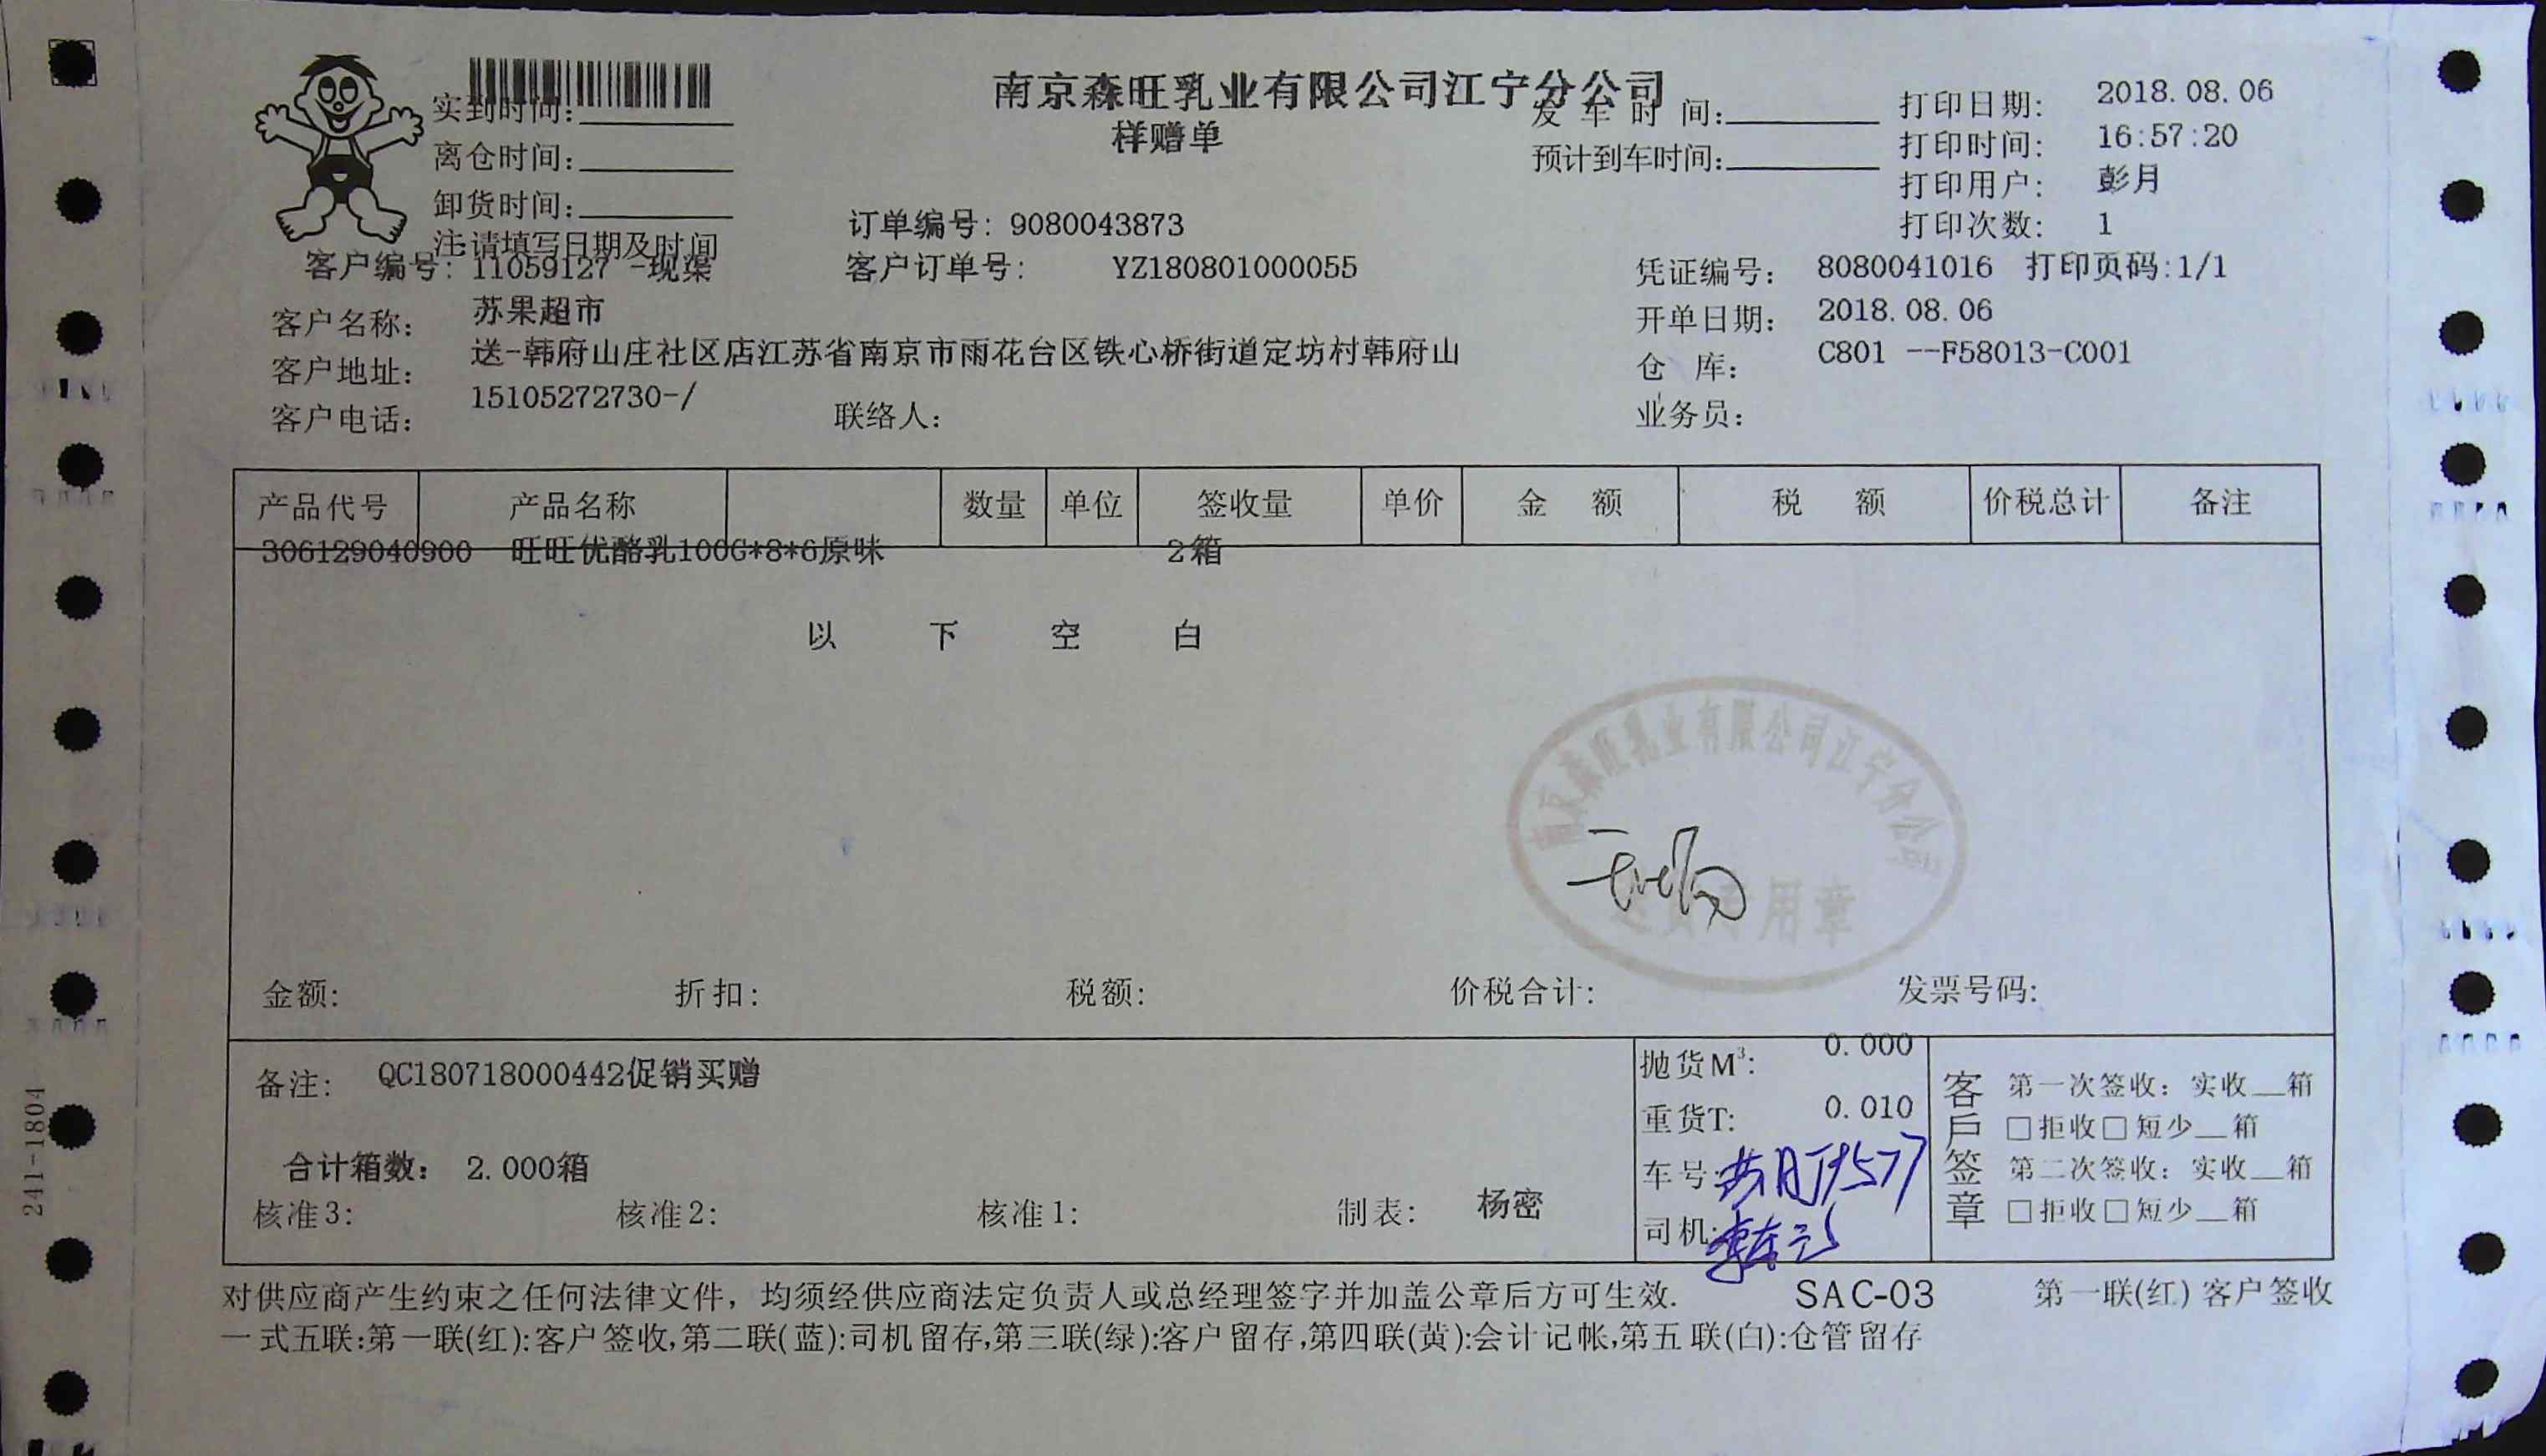 南京森旺乳业有限公司江宁分公司
样赠单
实到时间:
离仓时间:
卸货时间:
注:请填写日期及时间
发车时间:
预计到车时间:
打印日期: 2018.08.06
打印时间: 16:57:20
打印用户: 彭月
打印次数: 1
订单编号: 9080043873
客户编号: 11059127 -现渠 客户订单号: YZ180801000055 凭证编号: 8080041016 打印页码:1/1
客户名称: 苏果超市 开单日期: 2018.08.06
客户地址: 送-韩府山庄社区店江苏省南京市雨花台区铁心桥街道定坊村韩府山 仓 库: C801 --F58013-C001
客户电话: 15105272730-/ 联络人: 业务员:
产品代号 产品名称 数量 单位 签收量 单价 金 额 税 额 价税总计 备注
306129040900 旺旺优酪乳100G*8*6原味 2箱
以 下 空 白
南京森旺乳业有限公司江宁分公司
用章
金额: 折扣: 税额: 价税合计: 发票号码:
备注: QC180718000442促销买赠
合计箱数: 2.000箱
核准3: 核准2: 核准1: 制表: 杨密
抛货M³: 0.000
重货T: 0.010
车号:
司机:
客戶签章
第一次签收: 实收__箱
□拒收□短少__箱
第二次签收: 实收__箱
□拒收□短少__箱
对供应商产生约束之任何法律文件，均须经供应商法定负责人或总经理签字并加盖公章后方可生效. SAC-03 第一联(红) 客户签收
一式五联:第一联(红):客户签收,第二联(蓝):司机留存,第三联(绿):客户留存,第四联(黄):会计记帐,第五联(白):仓管留存
241-1804